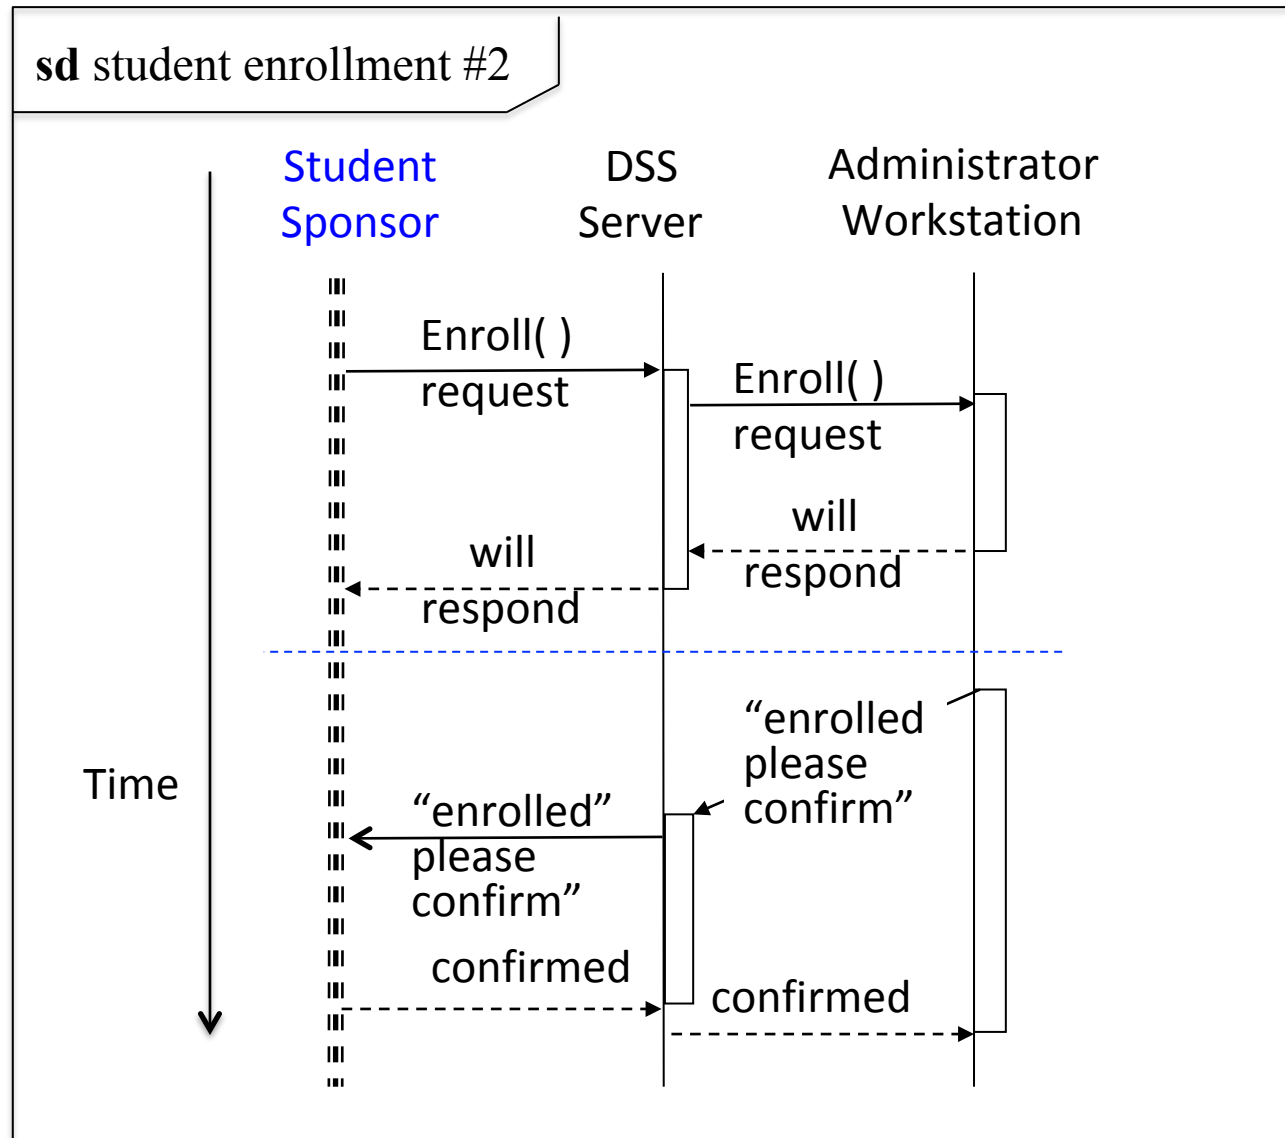 sd student enrollment #2
Student
Sponsor
DSS
Server
Administrator
Workstation
Enroll( )
request
Enroll( )
request
will
respond
will
respond
“enrolled
please
confirm”
Time
“enrolled”
please
confirm”
confirmed
confirmed